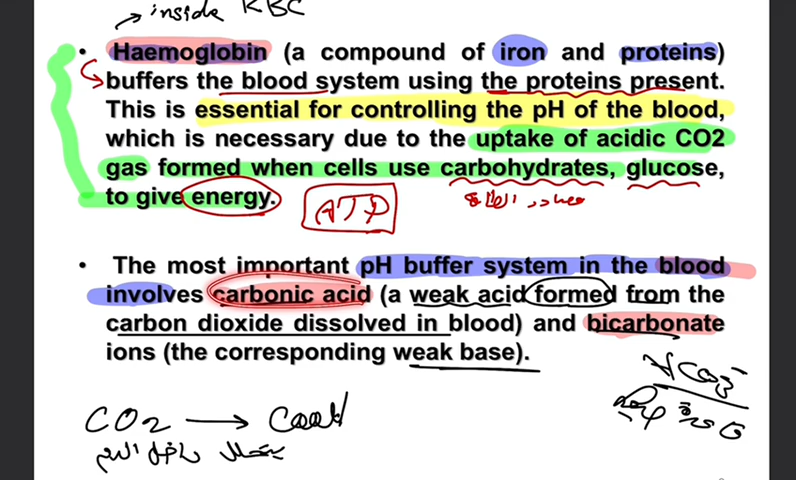 inside RBC
• Haemoglobin (a compound of iron and proteins)
buffers the blood system using the proteins present.
This is essential for controlling the pH of the blood,
which is necessary due to the uptake of acidic CO2
gas formed when cells use carbohydrates, glucose,
to give energy.
ATP
مصادر الطاقة
• The most important pH buffer system in the blood
involves carbonic acid (a weak acid formed from the
carbon dioxide dissolved in blood) and bicarbonate
ions (the corresponding weak base).
HCO3-
CO2 → COOH
داخل الدم